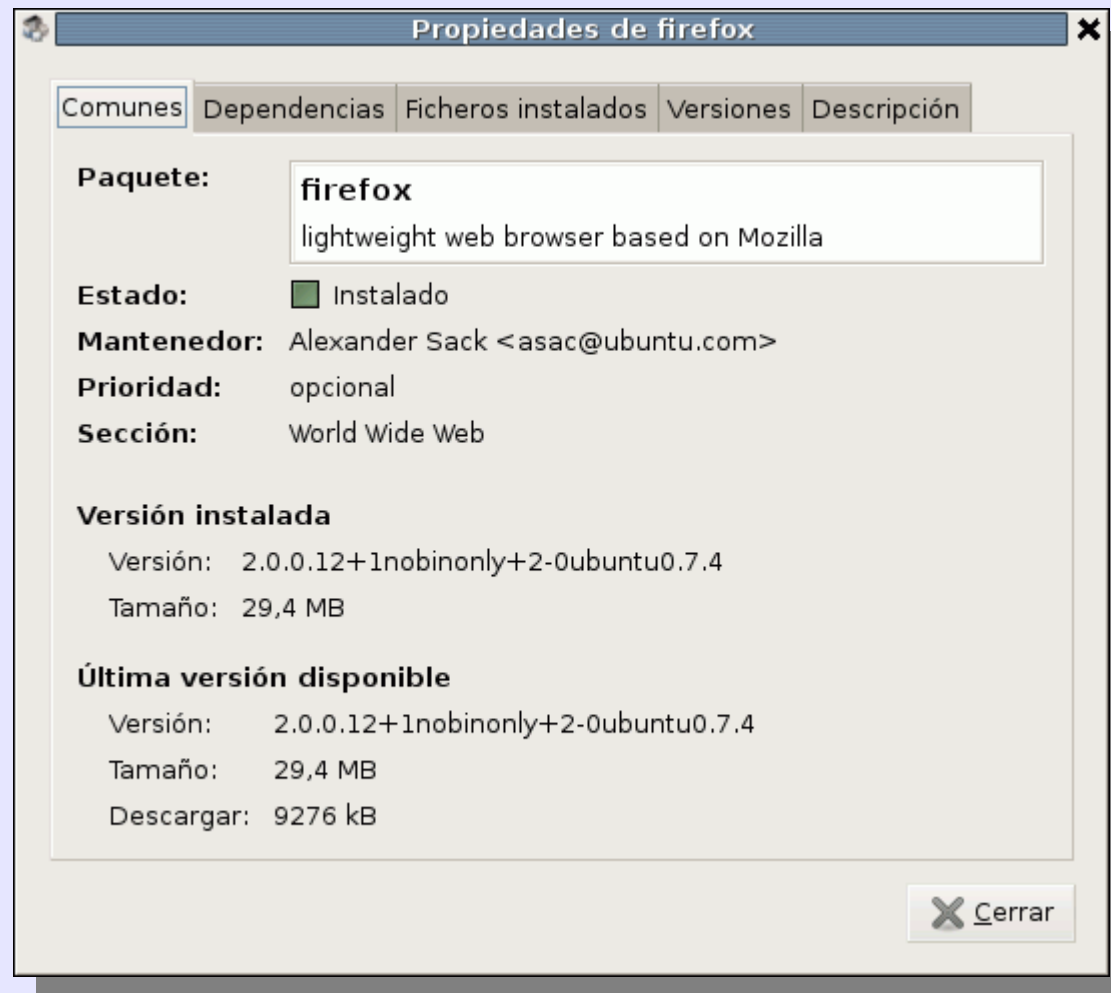 Propiedades de firefox
Comunes Dependencias Ficheros instalados Versiones Descripción
Paquete: firefox
lightweight web browser based on Mozilla
Estado: Instalado
Mantenedor: Alexander Sack <asac@ubuntu.com>
Prioridad: opcional
Sección: World Wide Web
Versión instalada
Versión: 2.0.0.12+1nobinonly+2-0ubuntu0.7.4
Tamaño: 29,4 MB
Última versión disponible
Versión: 2.0.0.12+1nobinonly+2-0ubuntu0.7.4
Tamaño: 29,4 MB
Descargar: 9276 kB
Cerrar